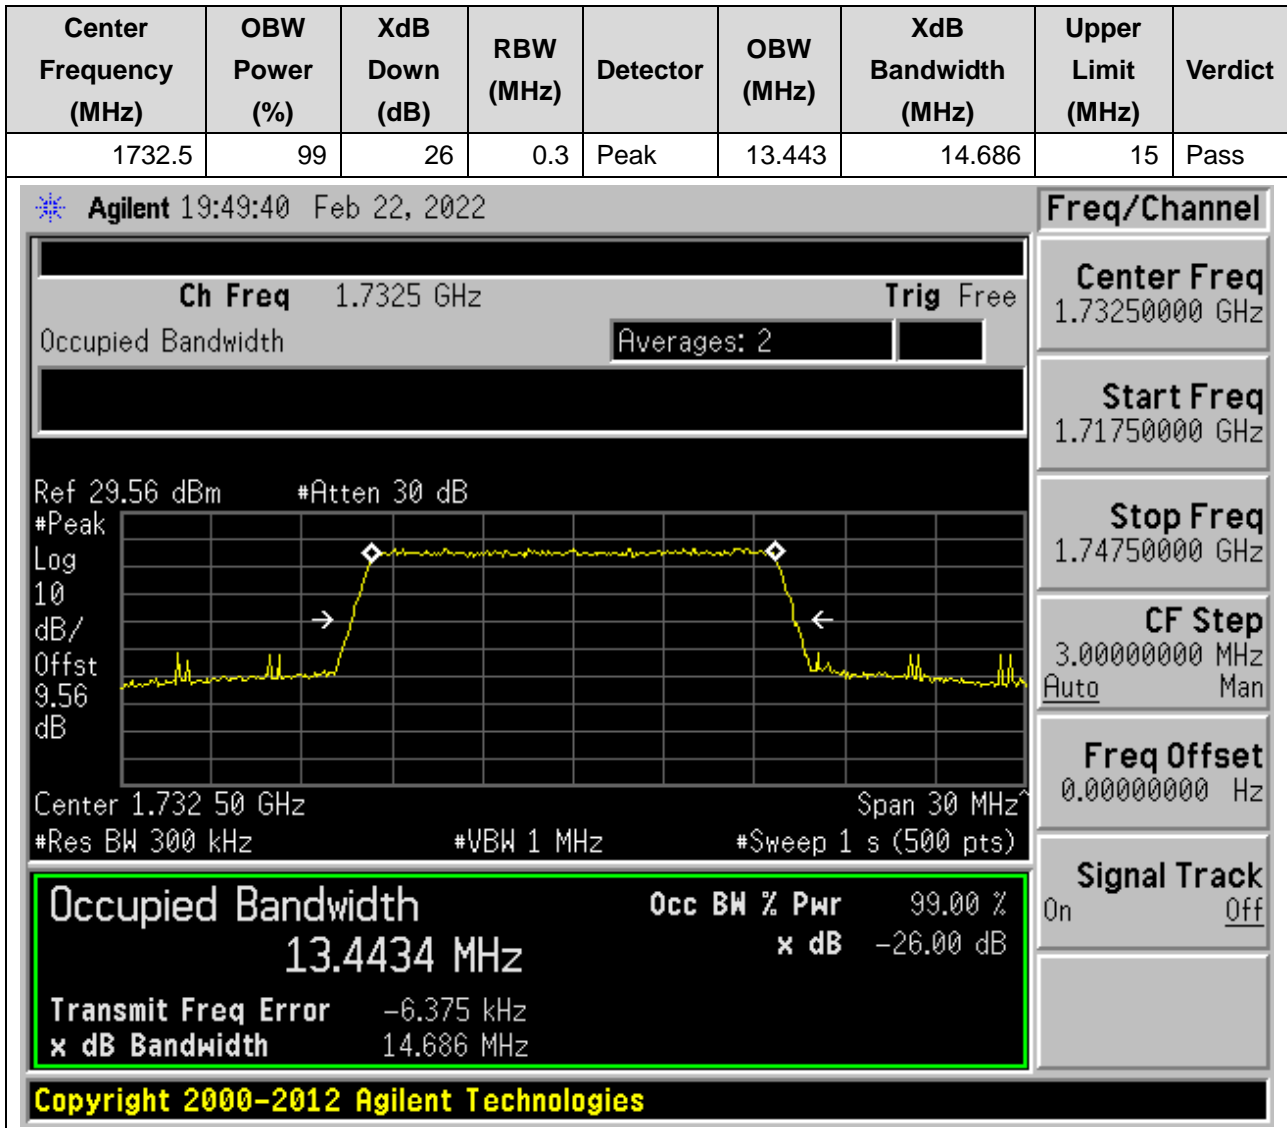 Center Frequency (MHz) OBW Power (%) XdB Down (dB) RBW (MHz) Detector OBW (MHz) XdB Bandwidth (MHz) Upper Limit (MHz) Verdict
1732.5 99 26 0.3 Peak 13.443 14.686 15 Pass
Agilent 19:49:40 Feb 22, 2022
Ch Freq 1.7325 GHz Trig Free
Occupied Bandwidth Averages: 2
Ref 29.56 dBm #Atten 30 dB
#Peak
Log
10
dB/
Offst
9.56
dB
Center 1.732 50 GHz Span 30 MHz^
#Res BW 300 kHz #VBW 1 MHz #Sweep 1 s (500 pts)
Occupied Bandwidth Occ BW % Pwr 99.00 %
13.4434 MHz x dB -26.00 dB
Transmit Freq Error -6.375 kHz
x dB Bandwidth 14.686 MHz
Freq/Channel
Center Freq
1.73250000 GHz
Start Freq
1.71750000 GHz
Stop Freq
1.74750000 GHz
CF Step
3.00000000 MHz
Auto Man
Freq Offset
0.00000000 Hz
Signal Track
On Off
Copyright 2000-2012 Agilent Technologies